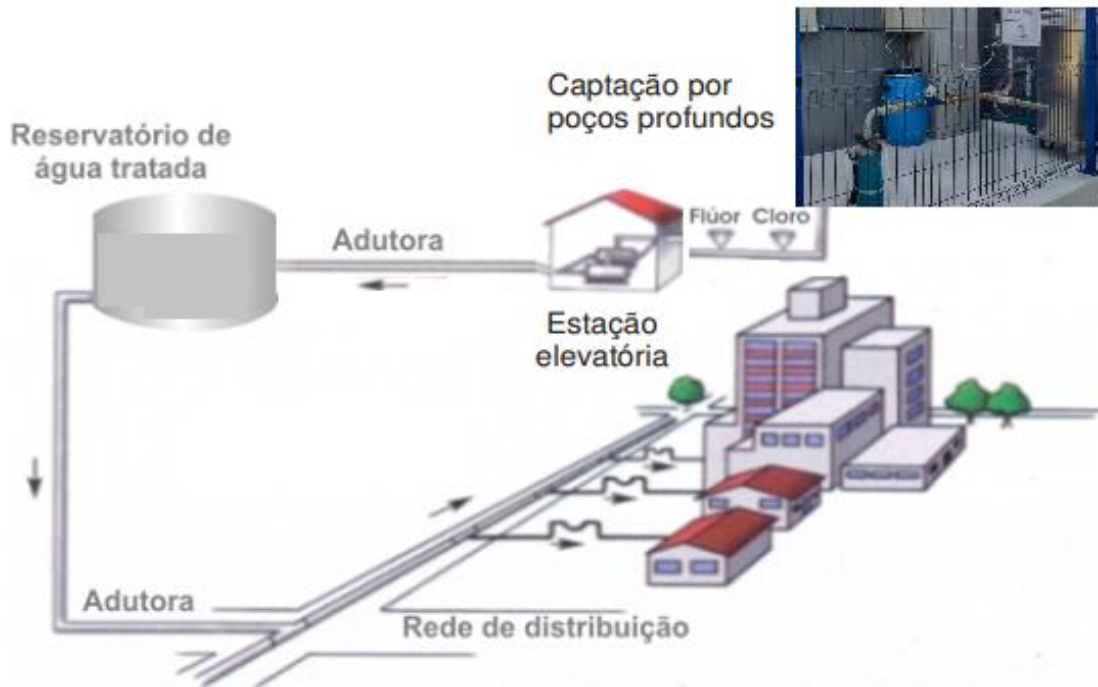 Captação por
poços profundos
Reservatório de
água tratada
Flúor Cloro
Adutora
Estação
elevatória
Adutora
Rede de distribuição